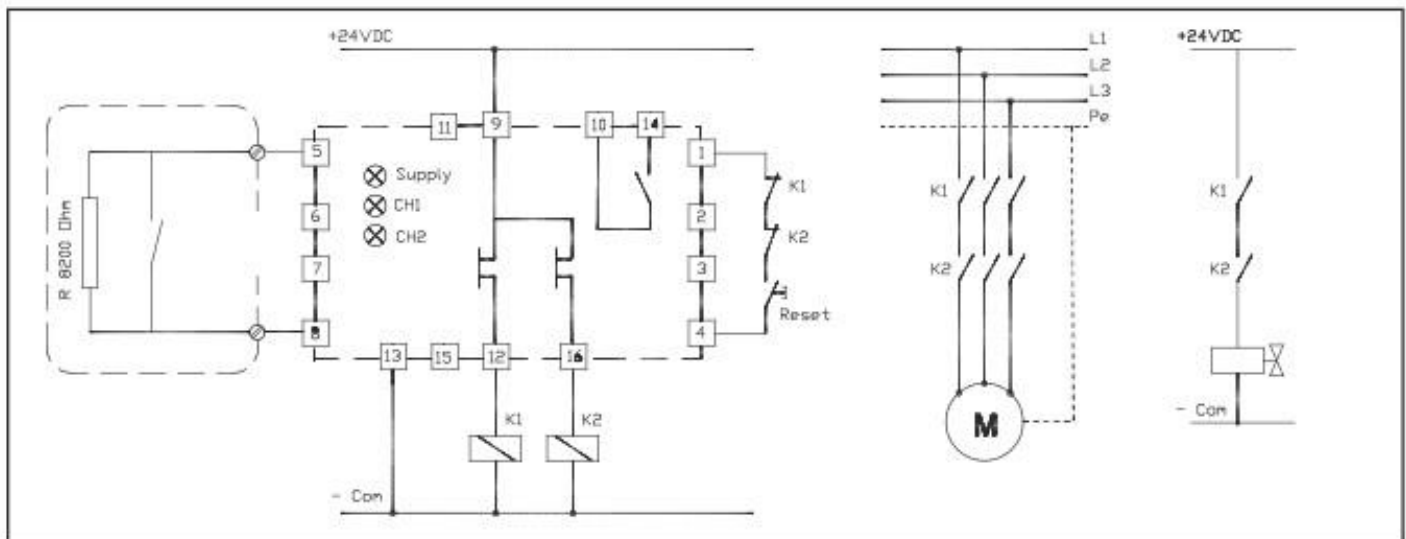 +24VDC
L1
L2
L3
Pe
+24VDC
11
9
10
14
5
1
Supply
CH1
CH2
K1
R 8200 Ohm
6
2
K1
K1
K2
7
3
K2
K2
Reset
8
4
13
15
12
16
K1
K2
M
- Com
- Com